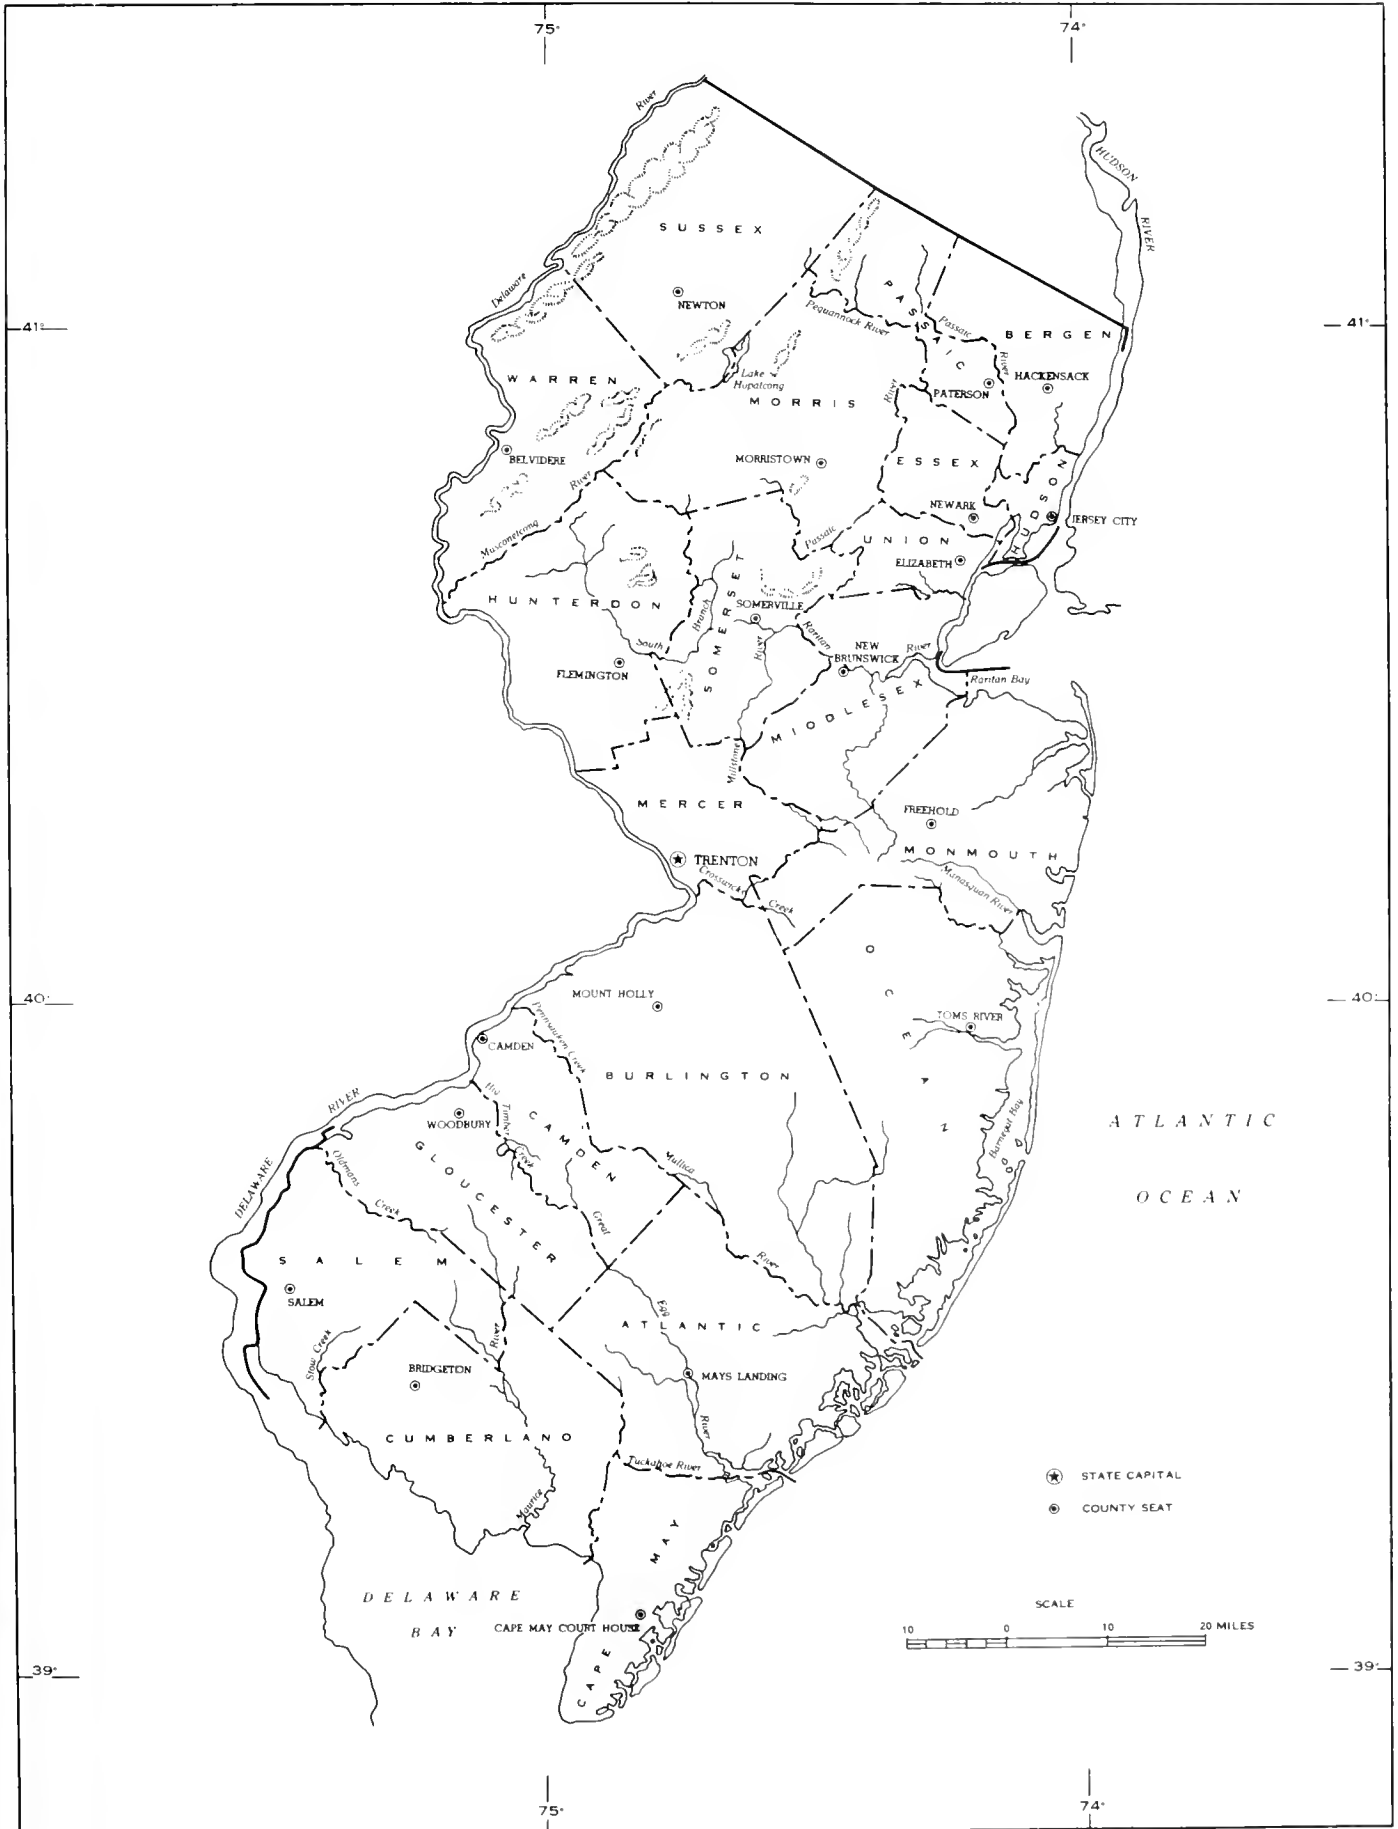 75°
74°
River
HUDSON
RIVER
SUSSEX
Delaware
NEWTON
PASSAIC
Pequannock River
Passaic
River
BERGEN
41°
41°
WARREN
Lake
Hopatcong
MORRIS
River
PATERSON
HACKENSACK
BELVIDERE
MORRISTOWN
ESSEX
HUDSON
River
Musconetcong
NEWARK
JERSEY CITY
HUDSON
Passaic
UNION
ELIZABETH
HUNTERDON
SOMERSET
Branch
South
SOMERVILLE
River
Raritan
NEW
BRUNSWICK
River
FLEMINGTON
Raritan Bay
MIDDLESEX
Millstone
MERCER
FREEHOLD
MONMOUTH
TRENTON
Crosswicks
Creek
Manasquan River
OCEAN
40°
40°
MOUNT HOLLY
TOMS RIVER
Pennsauken Creek
CAMDEN
BURLINGTON
Big
Timber
Creek
CAMDEN
RIVER
WOODBURY
Barnegat Bay
ATLANTIC
OCEAN
DELAWARE
Oldmans
Creek
GLOUCESTER
Mullica
River
Great
Egg
River
SALEM
SALEM
ATLANTIC
Stow Creek
River
BRIDGETON
MAYS LANDING
CUMBERLAND
Tuckahoe River
Maurice
STATE CAPITAL
COUNTY SEAT
DELAWARE
BAY
CAPE MAY
CAPE MAY COURT HOUSE
SCALE
10 0 10 20 MILES
39°
39°
75°
74°